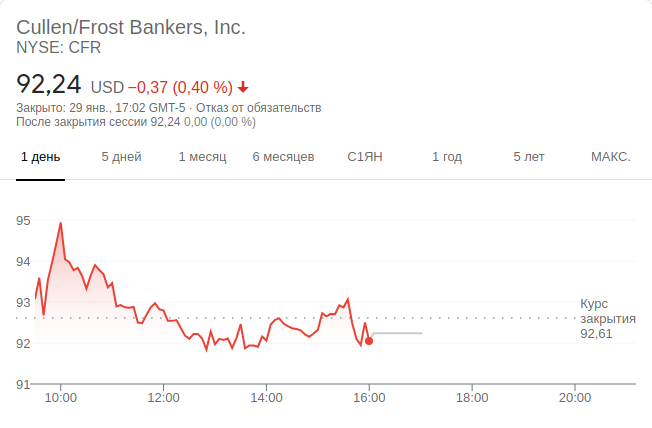 Cullen/Frost Bankers, Inc.
NYSE: CFR
92,24 USD −0,37 (0,40 %)
Закрыто: 29 янв., 17:02 GMT-5 · Отказ от обязательств
После закрытия сессии 92,24 0,00 (0,00 %)
1 день 5 дней 1 месяц 6 месяцев С1ЯН 1 год 5 лет МАКС.
95
94
93
92
91
Курс
закрытия
92,61
10:00 12:00 14:00 16:00 18:00 20:00